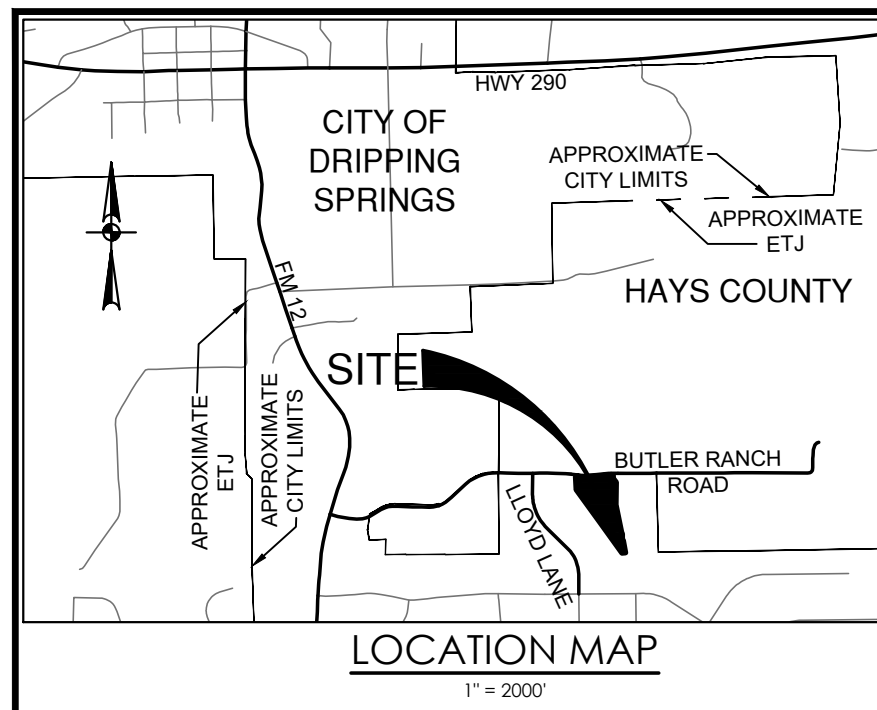 HWY 290
CITY OF
DRIPPING
SPRINGS
APPROXIMATE
CITY LIMITS
APPROXIMATE
ETJ
HAYS COUNTY
FM 12
SITE
APPROXIMATE
ETJ
APPROXIMATE
CITY LIMITS
BUTLER RANCH
ROAD
LLOYD LANE
LOCATION MAP
1" = 2000'